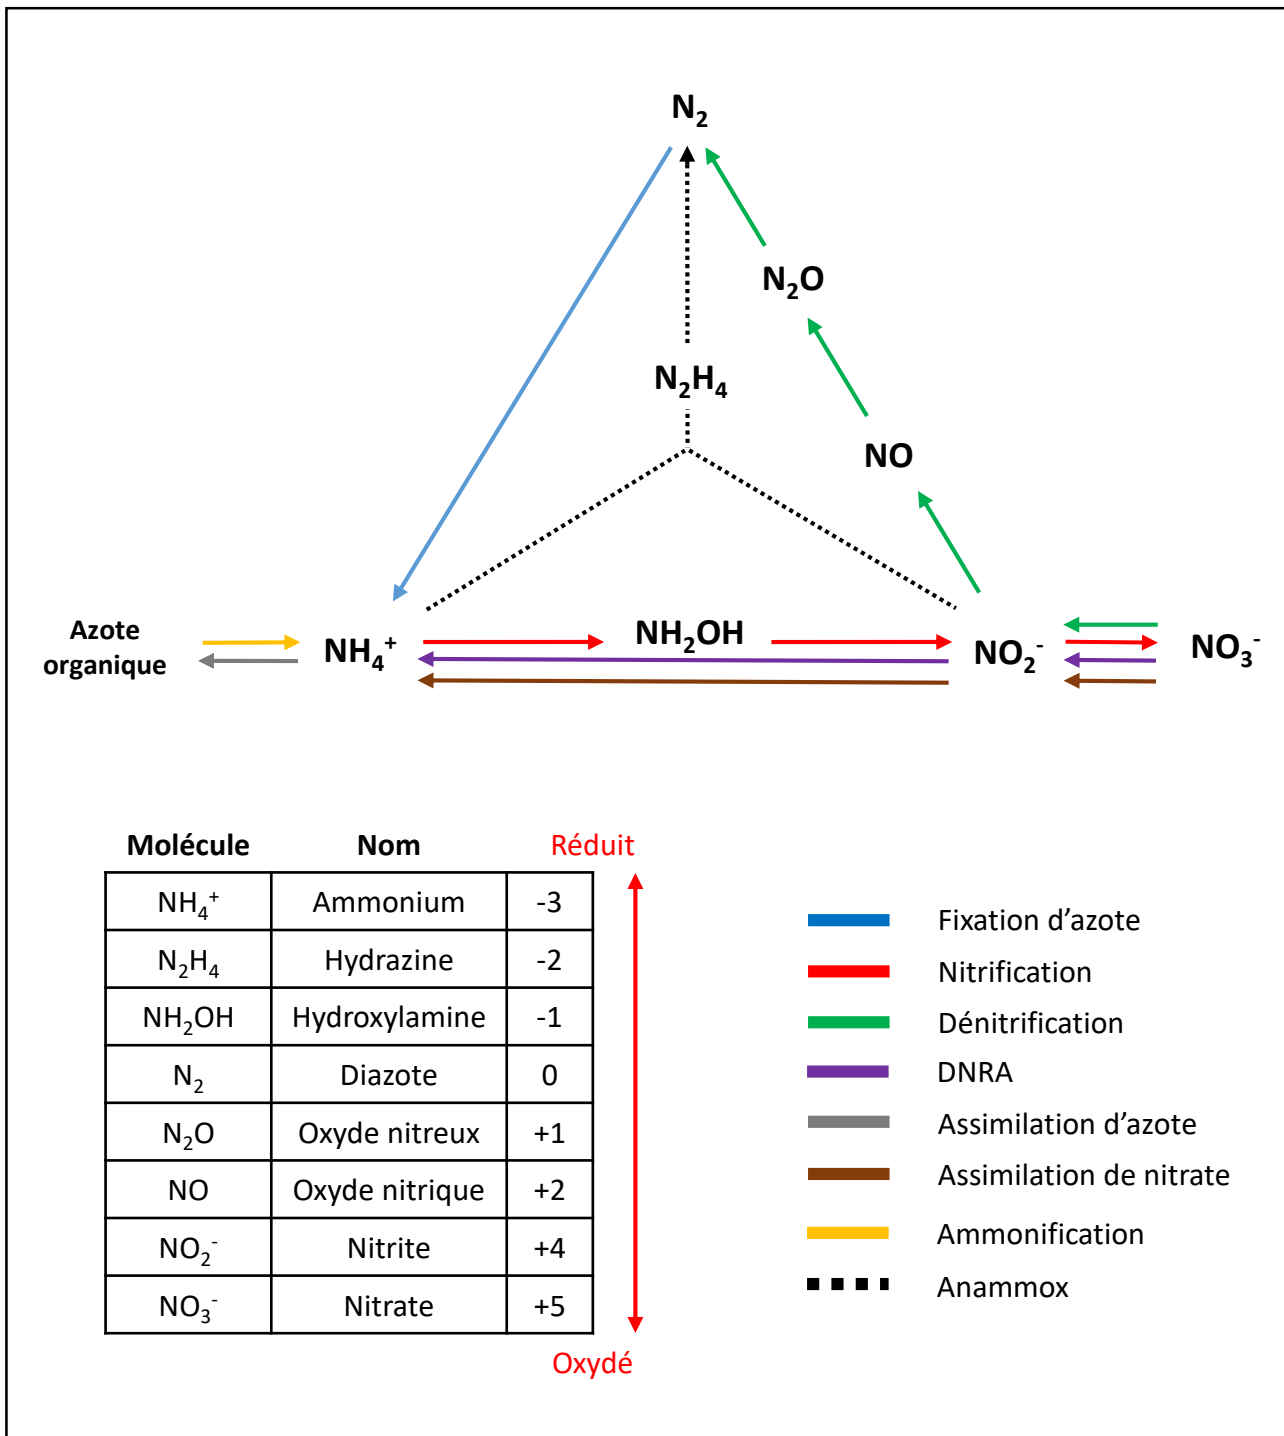 N₂
N₂O
N₂H₄
NO
Azote
organique
NH₄⁺
NH₂OH
NO₂⁻
NO₃⁻
Molécule Nom Réduit
NH₄⁺ Ammonium -3
N₂H₄ Hydrazine -2
NH₂OH Hydroxylamine -1
N₂ Diazote 0
N₂O Oxyde nitreux +1
NO Oxyde nitrique +2
NO₂⁻ Nitrite +4
NO₃⁻ Nitrate +5
Oxydé
Fixation d’azote
Nitrification
Dénitrification
DNRA
Assimilation d’azote
Assimilation de nitrate
Ammonification
Anammox